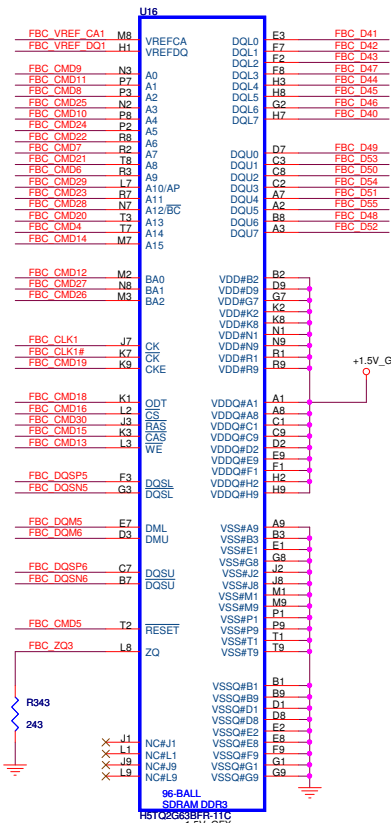 U16
FBC_VREF_CA1 M8 VREFCA DQL0 E3 FBC_D41
FBC_VREF_DQ1 H1 VREFDQ DQL1 F7 FBC_D42
DQL2 F2 FBC_D43
FBC_CMD9 N3 A0 DQL3 F8 FBC_D47
FBC_CMD11 P7 A1 DQL4 H3 FBC_D44
FBC_CMD8 P3 A2 DQL5 H8 FBC_D45
FBC_CMD25 N2 A3 DQL6 G2 FBC_D46
FBC_CMD10 P8 A4 DQL7 H7 FBC_D40
FBC_CMD24 P2 A5
FBC_CMD22 R8 A6
FBC_CMD7 R2 A7 DQU0 D7 FBC_D49
FBC_CMD21 T8 A8 DQU1 C3 FBC_D53
FBC_CMD6 R3 A9 DQU2 C8 FBC_D50
FBC_CMD29 L7 A10/AP DQU3 C2 FBC_D54
FBC_CMD23 R7 A11 DQU4 A7 FBC_D51
FBC_CMD28 N7 A12/BC DQU5 A2 FBC_D55
FBC_CMD20 T3 A13 DQU6 B8 FBC_D48
FBC_CMD4 T7 A14 DQU7 A3 FBC_D52
FBC_CMD14 M7 A15
FBC_CMD12 M2 BA0 VDD#B2 B2
FBC_CMD27 N8 BA1 VDD#D9 D9
FBC_CMD26 M3 BA2 VDD#G7 G7
VDD#K2 K2
VDD#K8 K8
VDD#N1 N1
FBC_CLK1 J7 CK VDD#N9 N9
FBC_CLK1# K7 CK VDD#R1 R1
FBC_CMD19 K9 CKE VDD#R9 R9
+1.5V_G
FBC_CMD18 K1 ODT VDDQ#A1 A1
FBC_CMD16 L2 CS VDDQ#A8 A8
FBC_CMD30 J3 RAS VDDQ#C1 C1
FBC_CMD15 K3 CAS VDDQ#C9 C9
FBC_CMD13 L3 WE VDDQ#D2 D2
VDDQ#E9 E9
VDDQ#F1 F1
FBC_DQSP5 F3 DQSL VDDQ#H2 H2
FBC_DQSN5 G3 DQSL VDDQ#H9 H9
FBC_DQM5 E7 DML VSS#A9 A9
FBC_DQM6 D3 DMU VSS#B3 B3
VSS#E1 E1
VSS#G8 G8
FBC_DQSP6 C7 DQSU VSS#J2 J2
FBC_DQSN6 B7 DQSU VSS#J8 J8
VSS#M1 M1
VSS#M9 M9
VSS#P1 P1
FBC_CMD5 T2 RESET VSS#P9 P9
VSS#T1 T1
FBC_ZQ3 L8 ZQ VSS#T9 T9
VSSQ#B1 B1
VSSQ#B9 B9
R343 VSSQ#D1 D1
243 VSSQ#D8 D8
VSSQ#E2 E2
J1 NC#J1 VSSQ#E8 E8
L1 NC#L1 VSSQ#F9 F9
J9 NC#J9 VSSQ#G1 G1
L9 NC#L9 VSSQ#G9 G9
96-BALL
SDRAM DDR3
H5TQ2G63BFR-11C